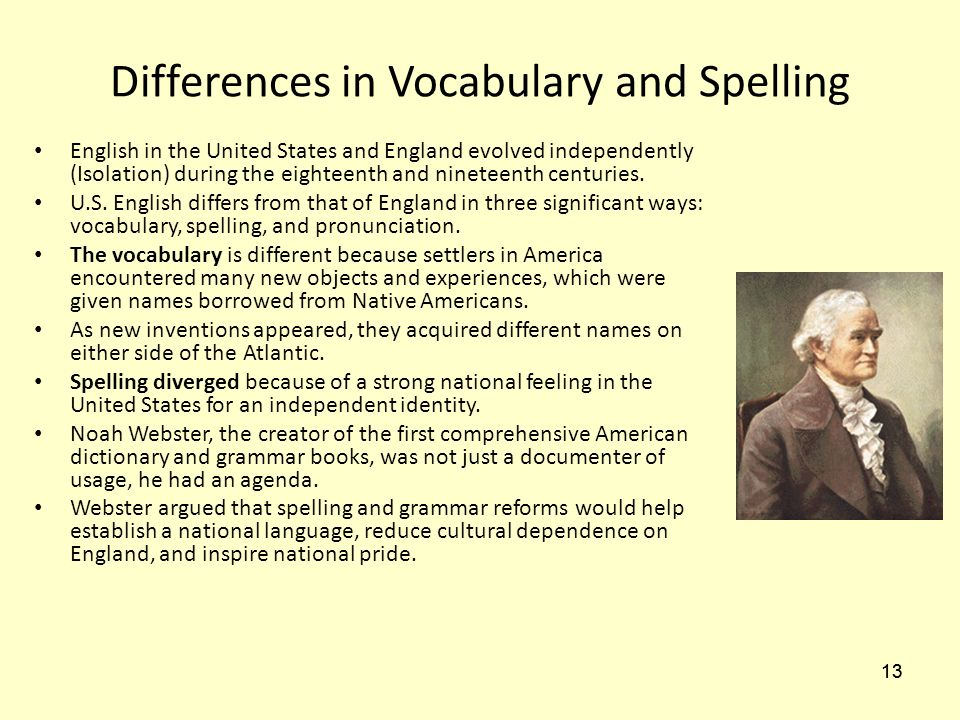 Differences in Vocabulary and Spelling
• English in the United States and England evolved independently
(Isolation) during the eighteenth and nineteenth centuries.
• U.S. English differs from that of England in three significant ways:
vocabulary, spelling, and pronunciation.
• The vocabulary is different because settlers in America
encountered many new objects and experiences, which were
given names borrowed from Native Americans.
• As new inventions appeared, they acquired different names on
either side of the Atlantic.
• Spelling diverged because of a strong national feeling in the
United States for an independent identity.
• Noah Webster, the creator of the first comprehensive American
dictionary and grammar books, was not just a documenter of
usage, he had an agenda.
• Webster argued that spelling and grammar reforms would help
establish a national language, reduce cultural dependence on
England, and inspire national pride.
13